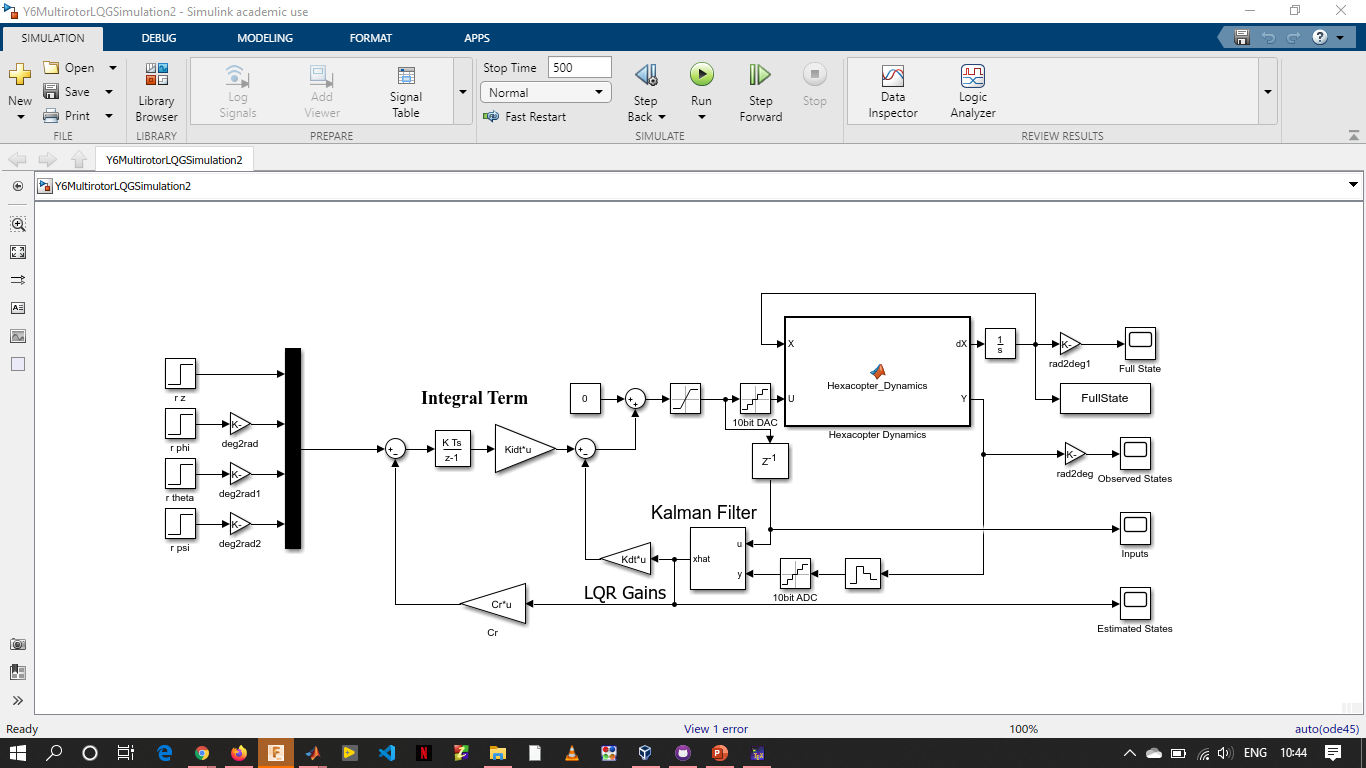 Y6MultirotorLQGSimulation2 - Simulink academic use
SIMULATION
DEBUG
MODELING
FORMAT
APPS
New
Open
Save
Print
FILE
Library
Browser
LIBRARY
Log
Signals
Add
Viewer
Signal
Table
PREPARE
Stop Time 500
Normal
Fast Restart
Step
Back
Run
Step
Forward
Stop
SIMULATE
Data
Inspector
Logic
Analyzer
REVIEW RESULTS
Y6MultirotorLQGSimulation2
Y6MultirotorLQGSimulation2
r z
r phi
K-
deg2rad
r theta
K-
deg2rad1
r psi
K-
deg2rad2
Integral Term
K Ts
z-1
Kidt*u
0
10bit DAC
X
U
dX
Y
Hexacopter_Dynamics
Hexacopter Dynamics
1
s
K-
rad2deg1
Full State
FullState
K-
rad2deg
Observed States
Z-1
Kalman Filter
xhat
u
y
Kdt*u
LQR Gains
10bit ADC
Inputs
Cr*u
Cr
Estimated States
Ready
View 1 error
100%
auto(ode45)
ENG
10:44